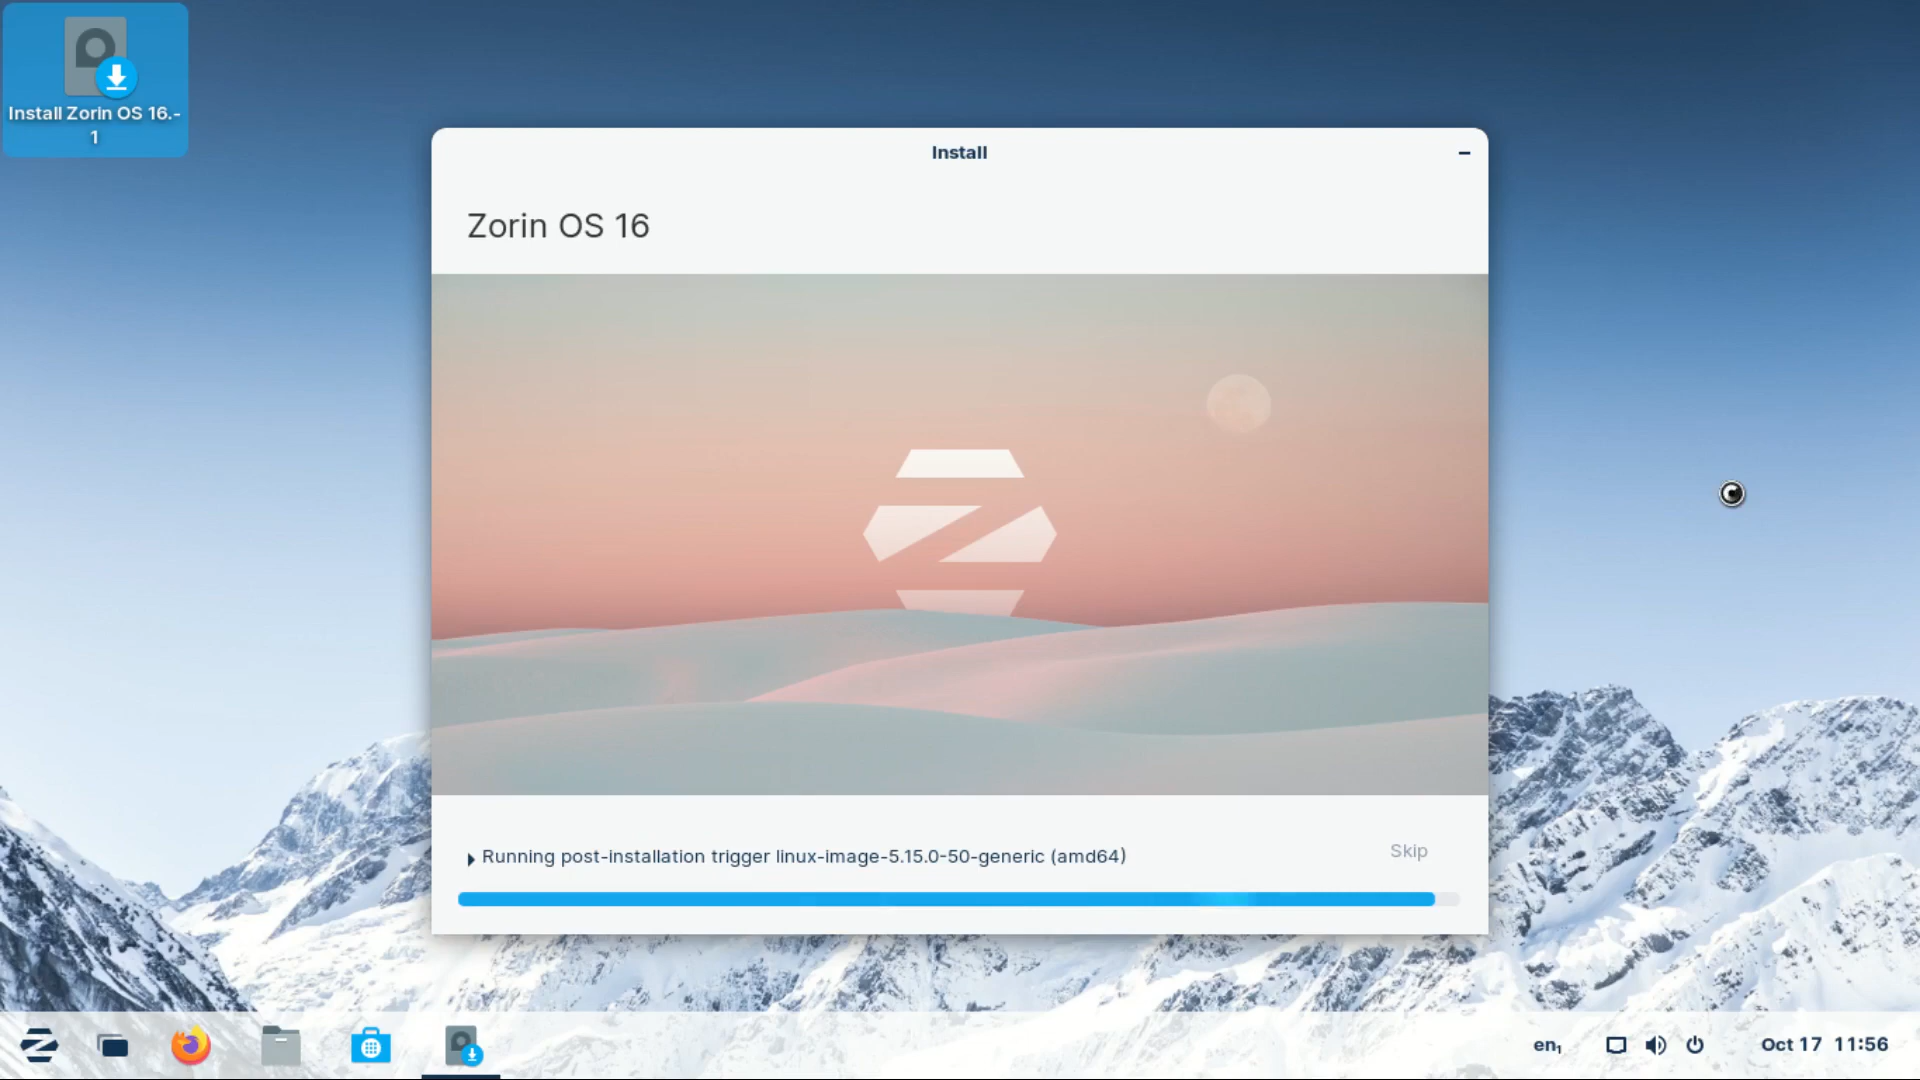 Install Zorin OS 16.-
1
Install
Zorin OS 16
Running post-installation trigger linux-image-5.15.0-50-generic (amd64)
Skip
en1
Oct 17 11:56